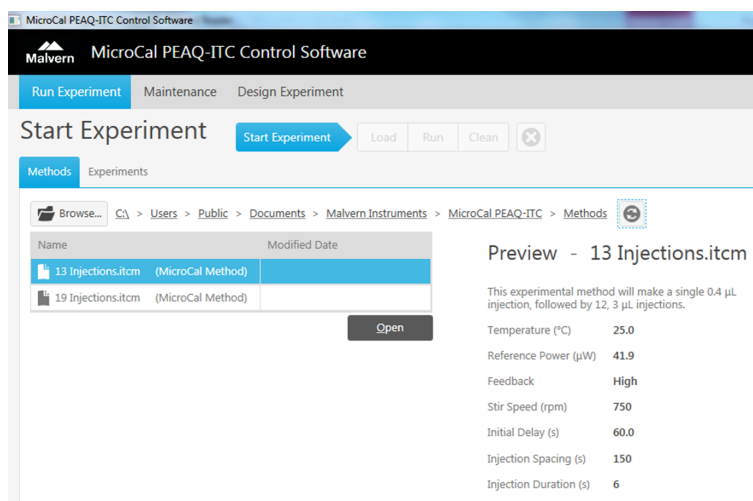 MicroCal PEAQ-ITC Control Software
Malvern MicroCal PEAQ-ITC Control Software
Run Experiment Maintenance Design Experiment
Start Experiment Start Experiment Load Run Clean
Methods Experiments
Browse... C:\ > Users > Public > Documents > Malvern Instruments > MicroCal PEAQ-ITC > Methods
Name Modified Date
13 Injections.itcm (MicroCal Method)
19 Injections.itcm (MicroCal Method)
Open
Preview - 13 Injections.itcm
This experimental method will make a single 0.4 µL
injection, followed by 12, 3 µL injections.
Temperature (°C) 25.0
Reference Power (µW) 41.9
Feedback High
Stir Speed (rpm) 750
Initial Delay (s) 60.0
Injection Spacing (s) 150
Injection Duration (s) 6